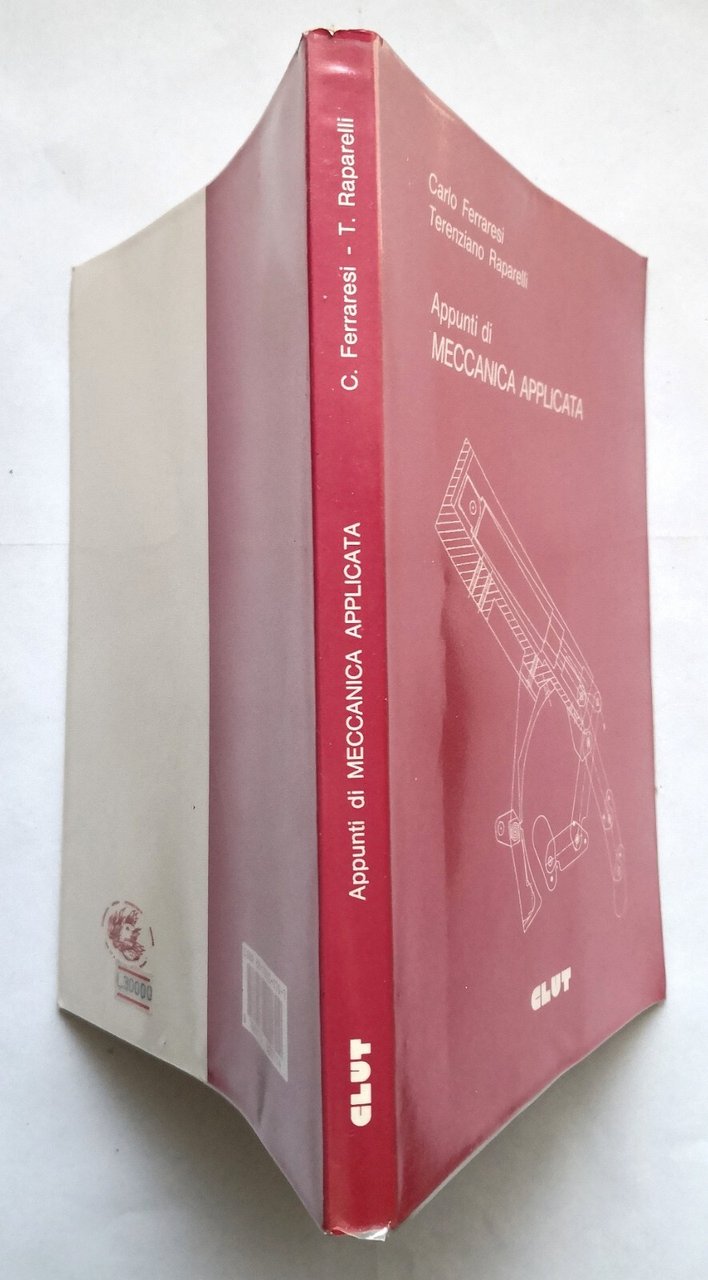 Carlo Ferraresi
Terenziano Raparelli
Appunti di
MECCANICA APPLICATA
CLUT
C. Ferraresi - T. Raparelli
Appunti di MECCANICA APPLICATA
CLUT
L.30000